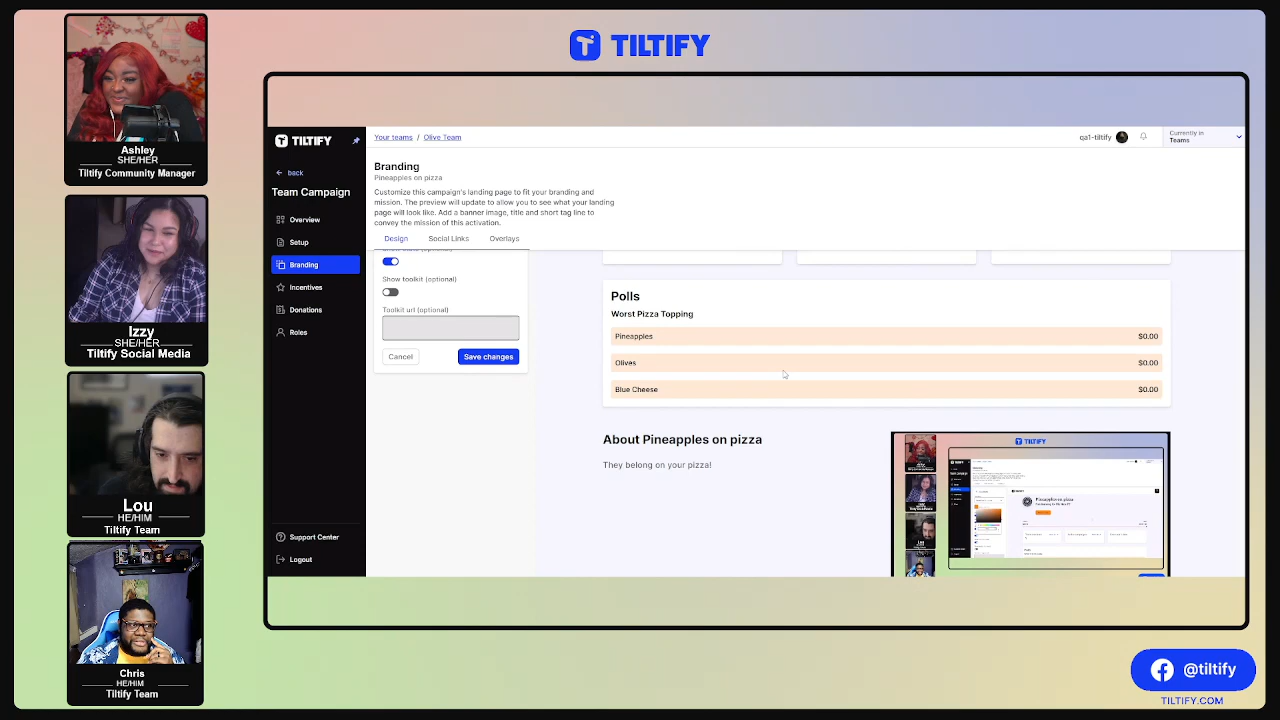 TILTIFY
Ashley
SHE/HER
Tiltify Community Manager
Izzy
SHE/HER
Tiltify Social Media
Lou
HE/HIM
Tiltify Team
Chris
HE/HIM
Tiltify Team
TILTIFY
back
Team Campaign
Overview
Setup
Branding
Incentives
Donations
Roles
Support Center
Logout
Your teams / Olive Team
qa1-tiltify
Currently in
Teams
Branding
Pineapples on pizza
Customize this campaign's landing page to fit your branding and
mission. The preview will update to allow you to see what your landing
page will look like. Add a banner image, title and short tag line to
convey the mission of this activation.
Design Social Links Overlays
Show toolkit (optional)
Toolkit url (optional)
Cancel Save changes
Polls
Worst Pizza Topping
Pineapples $0.00
Olives $0.00
Blue Cheese $0.00
About Pineapples on pizza
They belong on your pizza!
TILTIFY
Pineapples on pizza
@tiltify
TILTIFY.COM